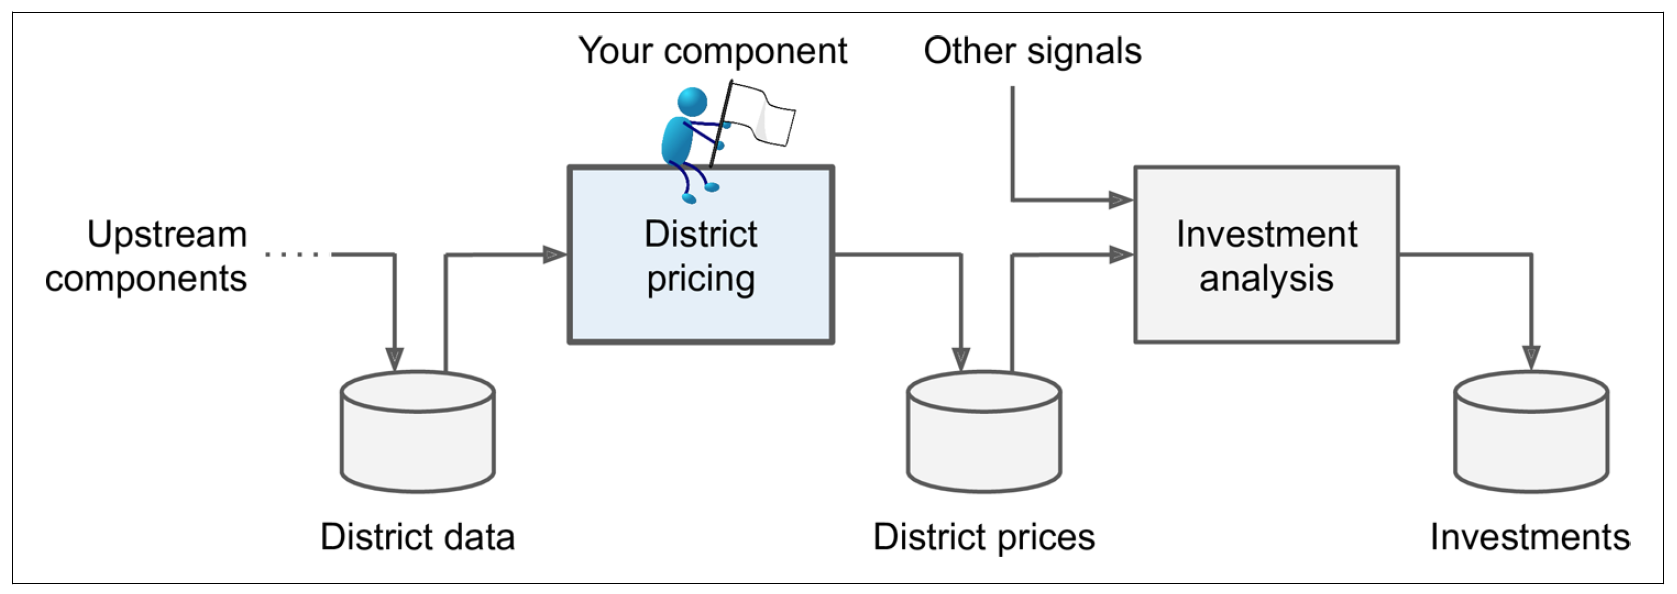 Your component
Other signals
Upstream
components
District
pricing
Investment
analysis
District data
District prices
Investments